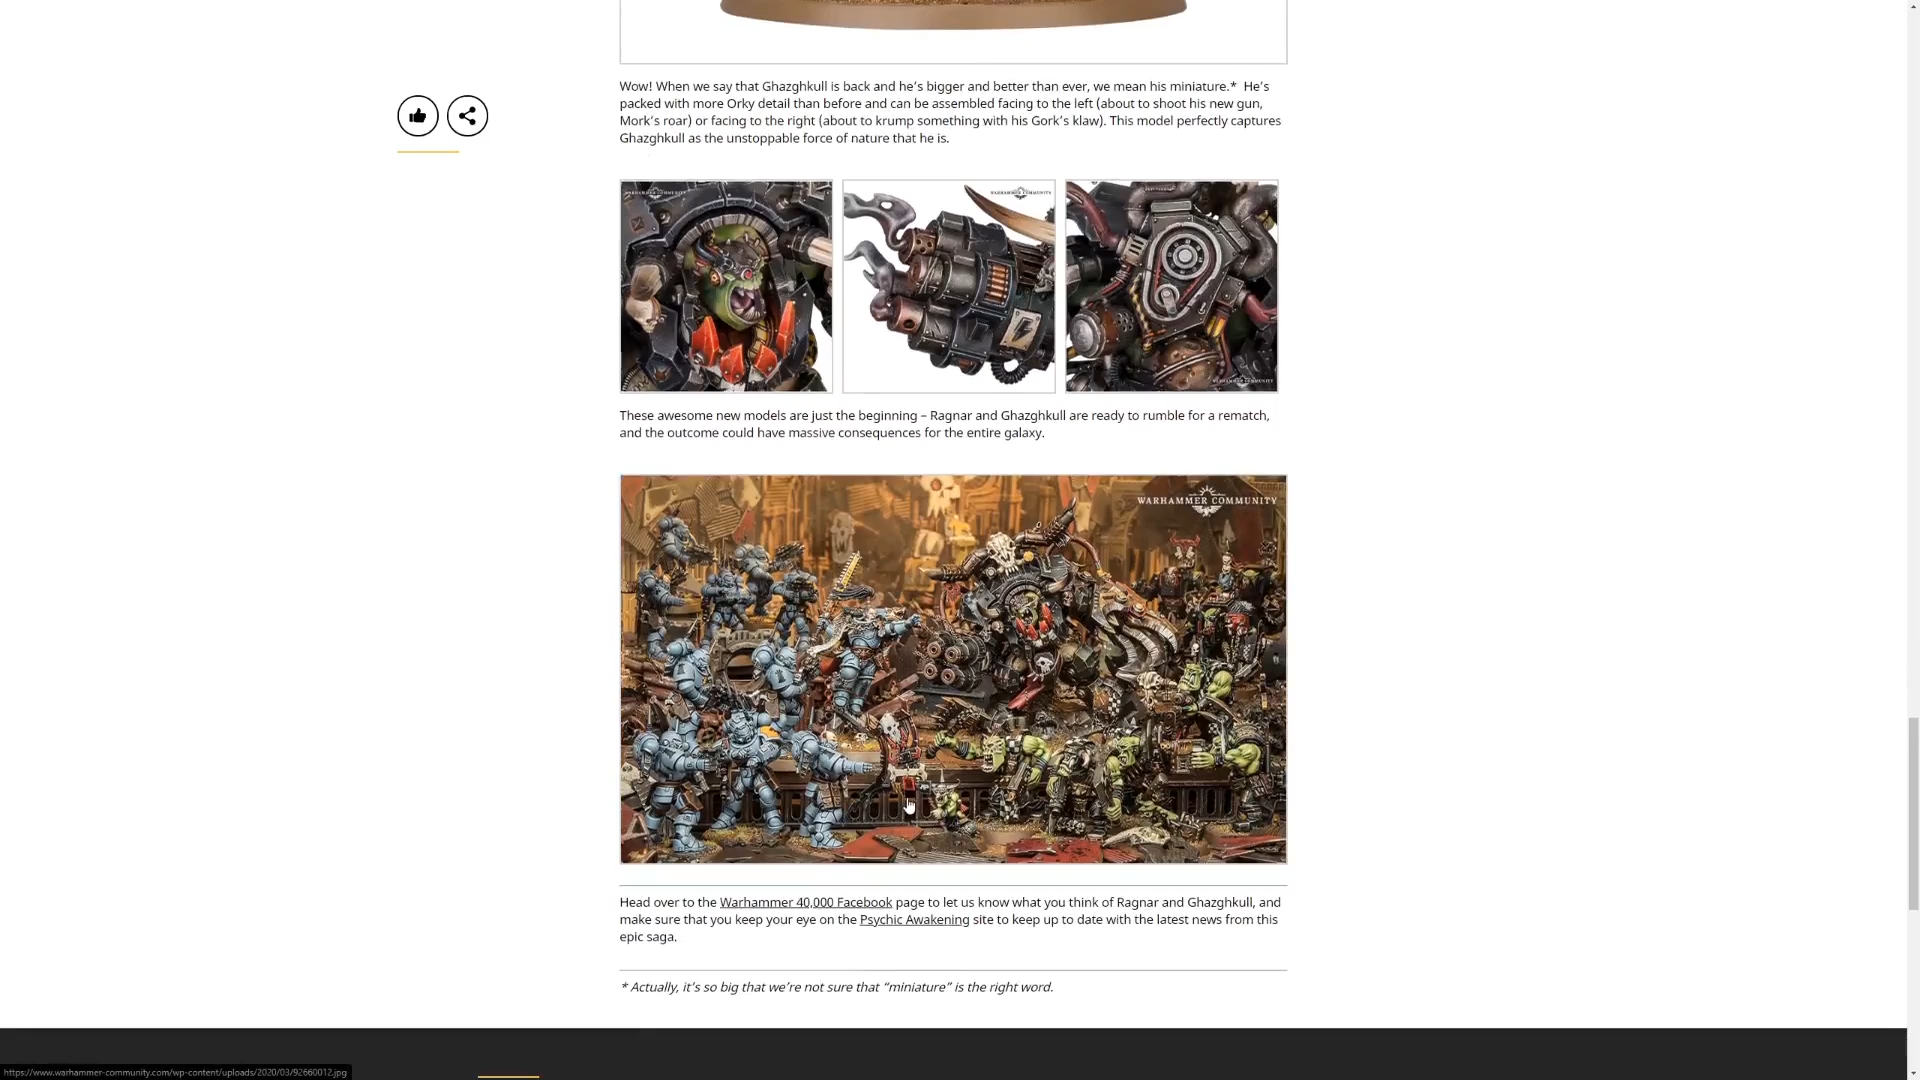 Wow! When we say that Ghazghkull is back and he's bigger and better than ever, we mean his miniature.* He's
packed with more Orky detail than before and can be assembled facing to the left (about to shoot his new gun,
Mork's roar) or facing to the right (about to krump something with his Gork's klaw). This model perfectly captures
Ghazghkull as the unstoppable force of nature that he is.
WARHAMMER COMMUNITY
WARHAMMER COMMUNITY
WARHAMMER COMMUNITY
These awesome new models are just the beginning – Ragnar and Ghazghkull are ready to rumble for a rematch,
and the outcome could have massive consequences for the entire galaxy.
WARHAMMER COMMUNITY
Head over to the Warhammer 40,000 Facebook page to let us know what you think of Ragnar and Ghazghkull, and
make sure that you keep your eye on the Psychic Awakening site to keep up to date with the latest news from this
epic saga.
* Actually, it's so big that we're not sure that “miniature” is the right word.
https://www.warhammer-community.com/wp-content/uploads/2020/03/92660012.jpg